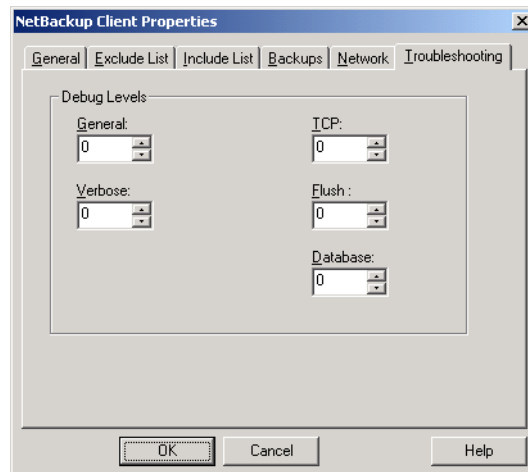 NetBackup Client Properties
General Exclude List Include List Backups Network Troubleshooting
Debug Levels
General: TCP:
0 0
Verbose: Flush :
0 0
Database:
0
OK Cancel Help